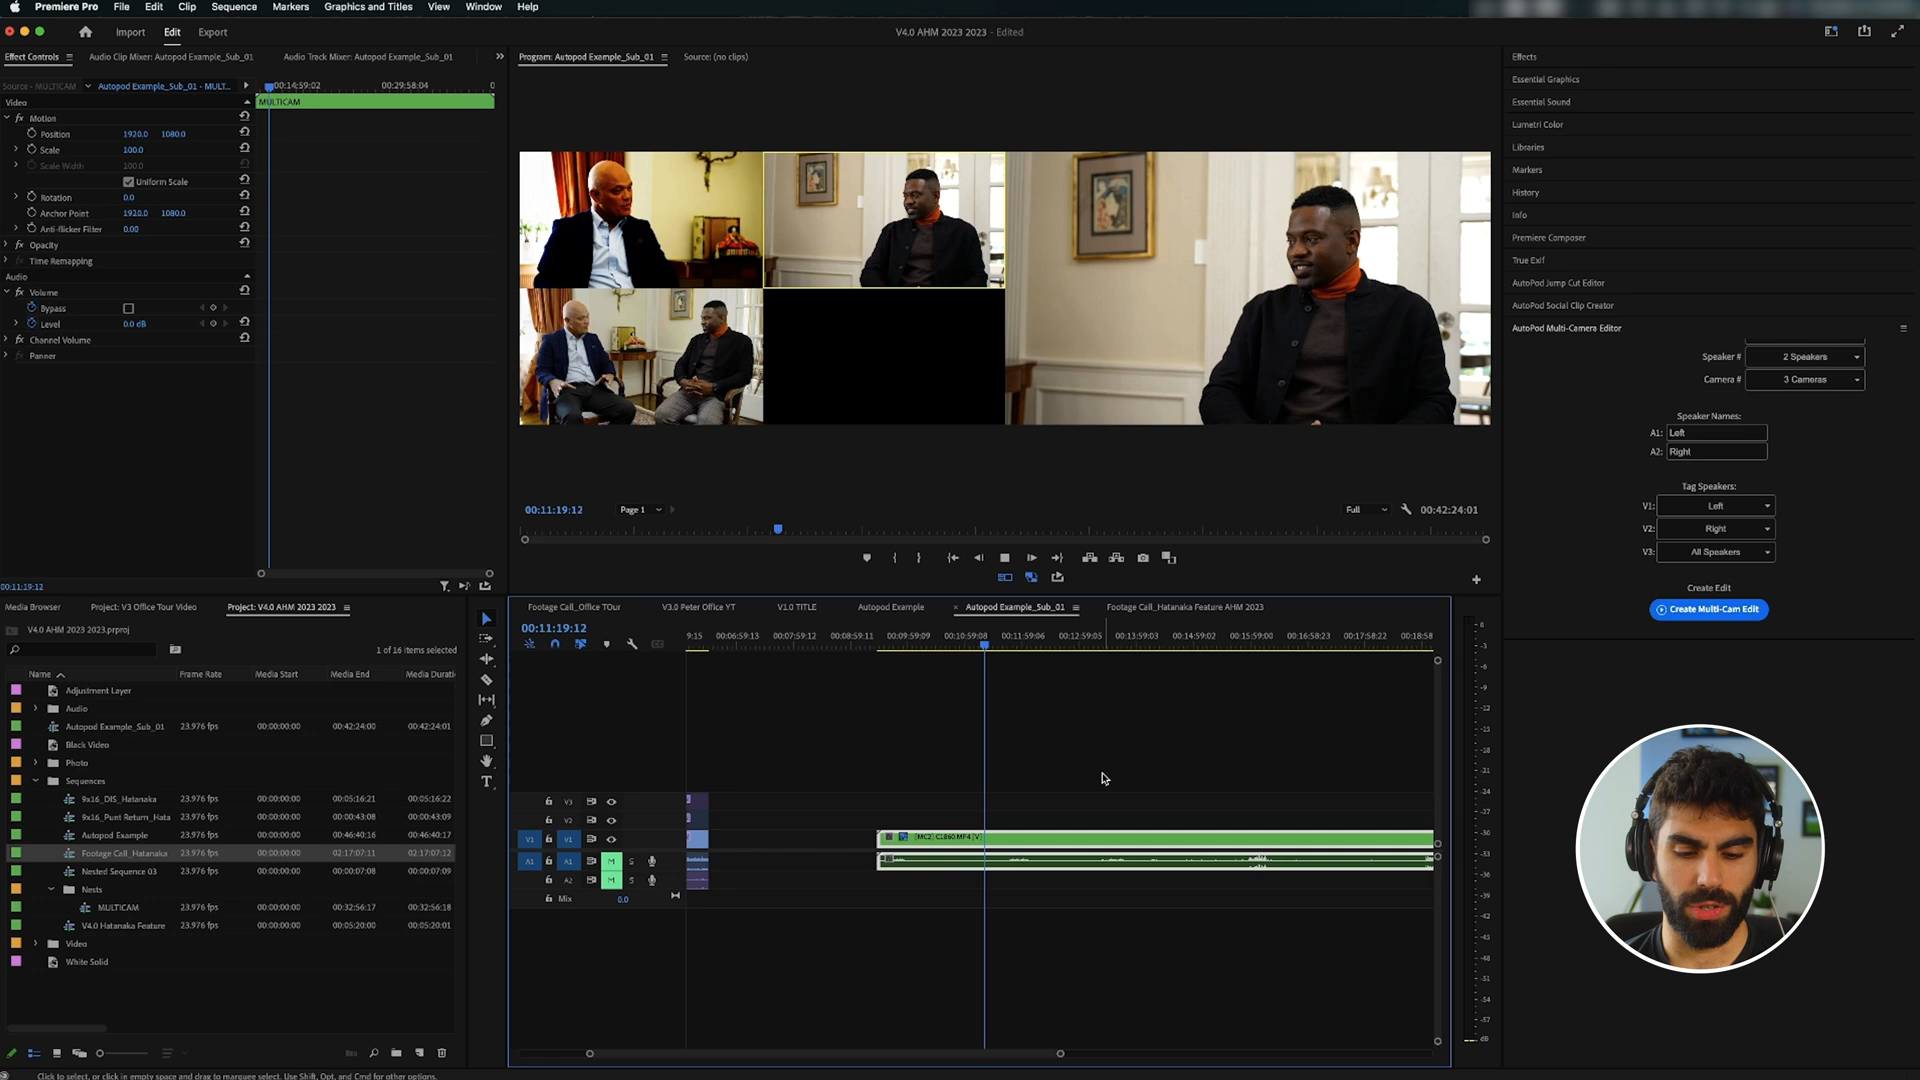 Premiere Pro File Edit Clip Sequence Markers Graphics and Titles View Window Help
Import Edit Export V4.0 AHM 2023 2023 - Edited
Effect Controls Audio Clip Mixer: Autopod Example_Sub_01 Audio Track Mixer: Autopod Example_Sub_01
Source - MULTICAM Autopod Example_Sub_01 - MULT...
00:14:59:02 00:29:58:04 0
Video
MULTICAM
fx Motion
Position 1920.0 1080.0
Scale 100.0
Scale Width 100.0
Uniform Scale
Rotation 0.0
Anchor Point 1920.0 1080.0
Anti-flicker Filter 0.00
fx Opacity
fx Time Remapping
Audio
fx Volume
Bypass
Level 0.0 dB
fx Channel Volume
fx Panner
00:11:19:12
Program: Autopod Example_Sub_01 Source: (no clips)
00:11:19:12 Page 1 Full 00:42:24:01
Effects
Essential Graphics
Essential Sound
Lumetri Color
Libraries
Markers
History
Info
Premiere Composer
True Exif
AutoPod Jump Cut Editor
AutoPod Social Clip Creator
AutoPod Multi-Camera Editor
Speaker # 2 Speakers
Camera # 3 Cameras
Speaker Names:
A1: Left
A2: Right
Tag Speakers:
V1: Left
V2: Right
V3: All Speakers
Create Edit
Create Multi-Cam Edit
Media Browser Project: V3 Office Tour Video Project: V4.0 AHM 2023 2023
V4.0 AHM 2023 2023.prproj
1 of 16 items selected
Name Frame Rate Media Start Media End Media Durati
Adjustment Layer
Audio
Autopod Example_Sub_01 23.976 fps 00:00:00:00 00:42:24:00 00:42:24:01
Black Video
Photo
Sequences
9x16_DIS_Hatanaka 23.976 fps 00:00:00:00 00:05:16:21 00:05:16:22
9x16_Punt Return_Hata 23.976 fps 00:00:00:00 00:00:43:08 00:00:43:09
Autopod Example 23.976 fps 00:00:00:00 00:46:40:16 00:46:40:17
Footage Call_Hatanaka 23.976 fps 00:00:00:00 02:17:07:11 02:17:07:12
Nested Sequence 03 23.976 fps 00:00:00:00 00:00:07:08 00:00:07:09
Nests
MULTICAM 23.976 fps 00:00:00:00 00:32:56:17 00:32:56:18
V4.0 Hatanaka Feature 23.976 fps 00:00:00:00 00:05:20:00 00:05:20:01
Video
White Solid
Footage Call_Office TOur V3.0 Peter Office YT V1.0 TITLE Autopod Example Autopod Example_Sub_01 Footage Call_Hatanaka Feature AHM 2023
00:11:19:12
9:15 00:06:59:13 00:07:59:12 00:08:59:11 00:09:59:09 00:10:59:08 00:11:59:06 00:12:59:05 00:13:59:03 00:14:59:02 00:15:59:00 00:16:58:23 00:17:58:22 00:18:58
V3
V2
V1 V1 [MC2] CL860.MP4 [V]
A1 A1 M S
A2 M S
Mix 0.0
0
-3
-6
-9
-12
-15
-18
-21
-24
-27
-30
-33
-36
-39
-42
-45
-48
-51
-54
-57
dB
T
Click to select, or click in empty space and drag to marquee select. Use Shift, Opt, and Cmd for other options.